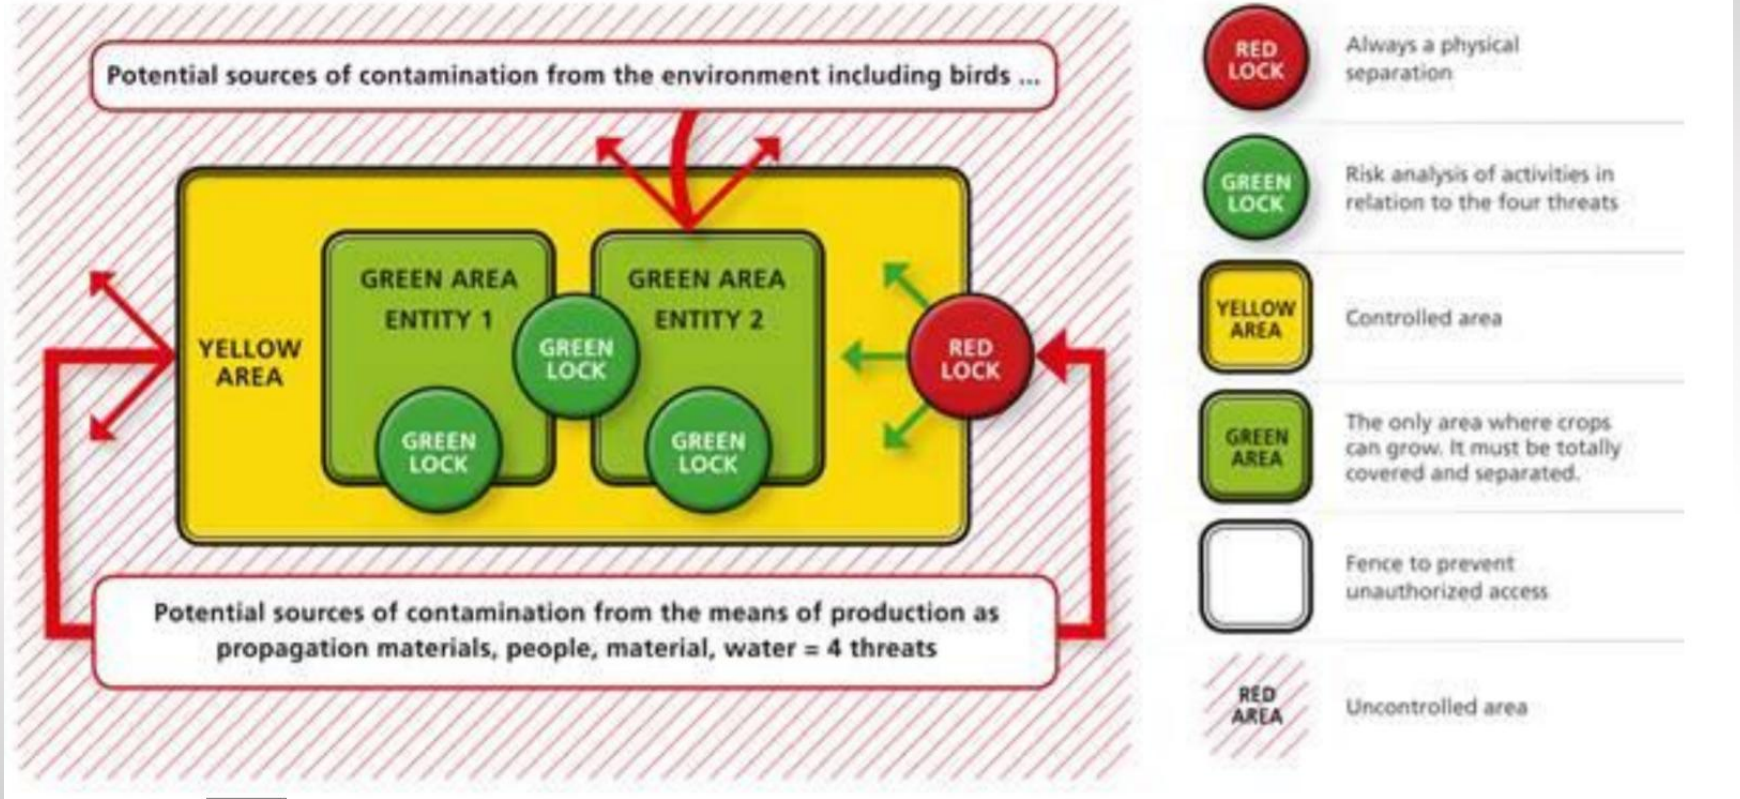 Potential sources of contamination from the environment including birds ...
GREEN AREA
ENTITY 1
GREEN AREA
ENTITY 2
YELLOW
AREA
GREEN
LOCK
RED
LOCK
GREEN
LOCK
GREEN
LOCK
Potential sources of contamination from the means of production as
propagation materials, people, material, water = 4 threats
RED
LOCK
Always a physical
separation
GREEN
LOCK
Risk analysis of activities in
relation to the four threats
YELLOW
AREA
Controlled area
GREEN
AREA
The only area where crops
can grow. It must be totally
covered and separated.
Fence to prevent
unauthorized access
RED
AREA
Uncontrolled area